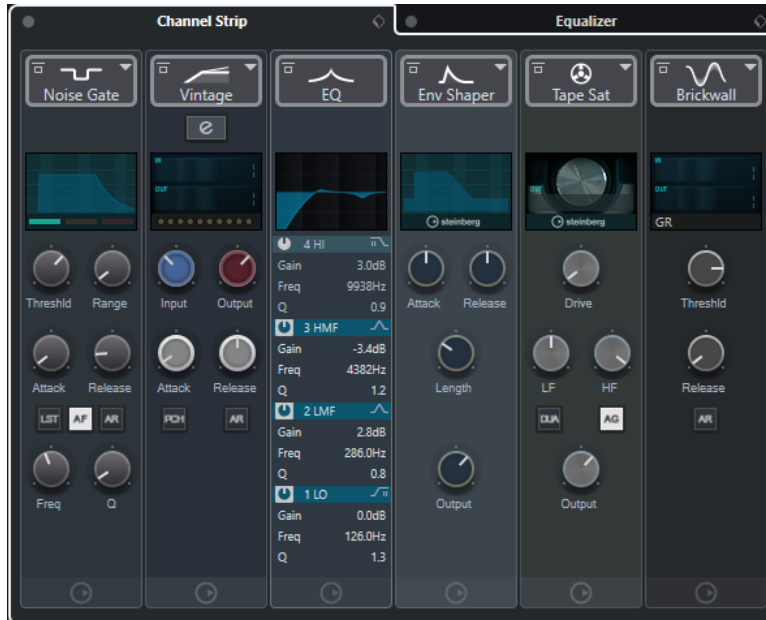 Channel Strip
Equalizer
Noise Gate
Vintage
EQ
Env Shaper
Tape Sat
Brickwall
e
IN
OUT
steinberg
OUT
steinberg
IN
OUT
GR
Threshld
Range
Attack
Release
LST
AF
AR
Freq
Q
Input
Output
Attack
Release
PCH
AR
4 HI
Gain 3.0dB
Freq 9938Hz
Q 0.9
3 HMF
Gain -3.4dB
Freq 4382Hz
Q 1.2
2 LMF
Gain 2.8dB
Freq 286.0Hz
Q 0.8
1 LO
Gain 0.0dB
Freq 126.0Hz
Q 1.3
Attack
Release
Length
Output
Drive
LF
HF
DUA
AG
Output
Threshld
Release
AR